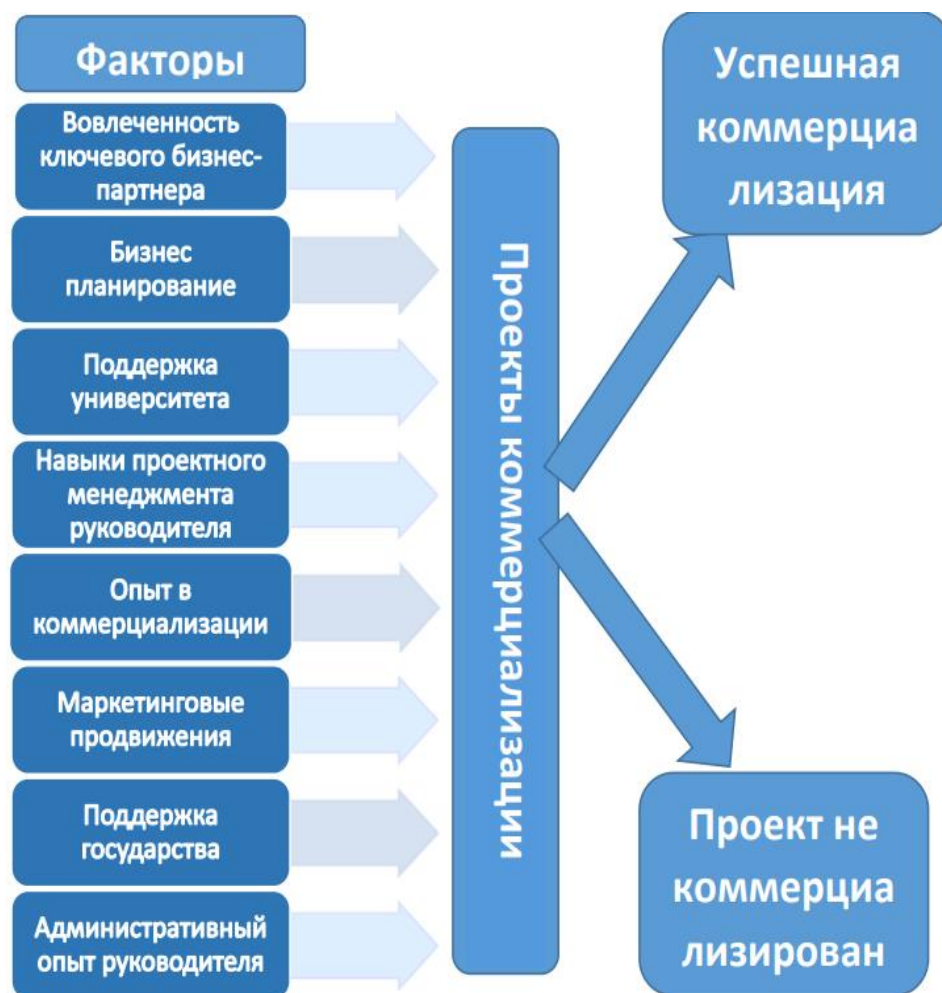 Факторы
Вовлеченность
ключевого бизнес-
партнера
Бизнес
планирование
Поддержка
университета
Навыки проектного
менеджмента
руководителя
Опыт в
коммерциализации
Маркетинговые
продвижения
Поддержка
государства
Административный
опыт руководителя
Проекты коммерциализации
Успешная
коммерциа
лизация
Проект не
коммерциа
лизирован